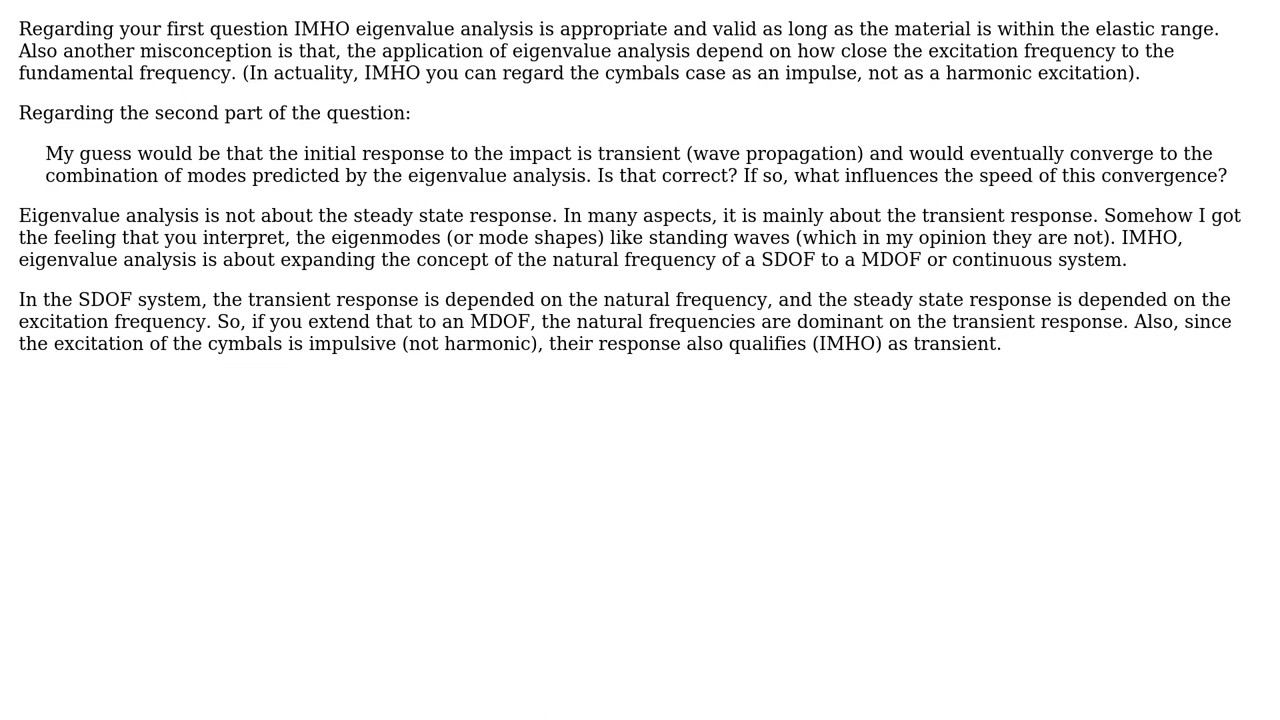 Regarding your first question IMHO eigenvalue analysis is appropriate and valid as long as the material is within the elastic range.
Also another misconception is that, the application of eigenvalue analysis depend on how close the excitation frequency to the
fundamental frequency. (In actuality, IMHO you can regard the cymbals case as an impulse, not as a harmonic excitation).
Regarding the second part of the question:
My guess would be that the initial response to the impact is transient (wave propagation) and would eventually converge to the
combination of modes predicted by the eigenvalue analysis. Is that correct? If so, what influences the speed of this convergence?
Eigenvalue analysis is not about the steady state response. In many aspects, it is mainly about the transient response. Somehow I got
the feeling that you interpret, the eigenmodes (or mode shapes) like standing waves (which in my opinion they are not). IMHO,
eigenvalue analysis is about expanding the concept of the natural frequency of a SDOF to a MDOF or continuous system.
In the SDOF system, the transient response is depended on the natural frequency, and the steady state response is depended on the
excitation frequency. So, if you extend that to an MDOF, the natural frequencies are dominant on the transient response. Also, since
the excitation of the cymbals is impulsive (not harmonic), their response also qualifies (IMHO) as transient.